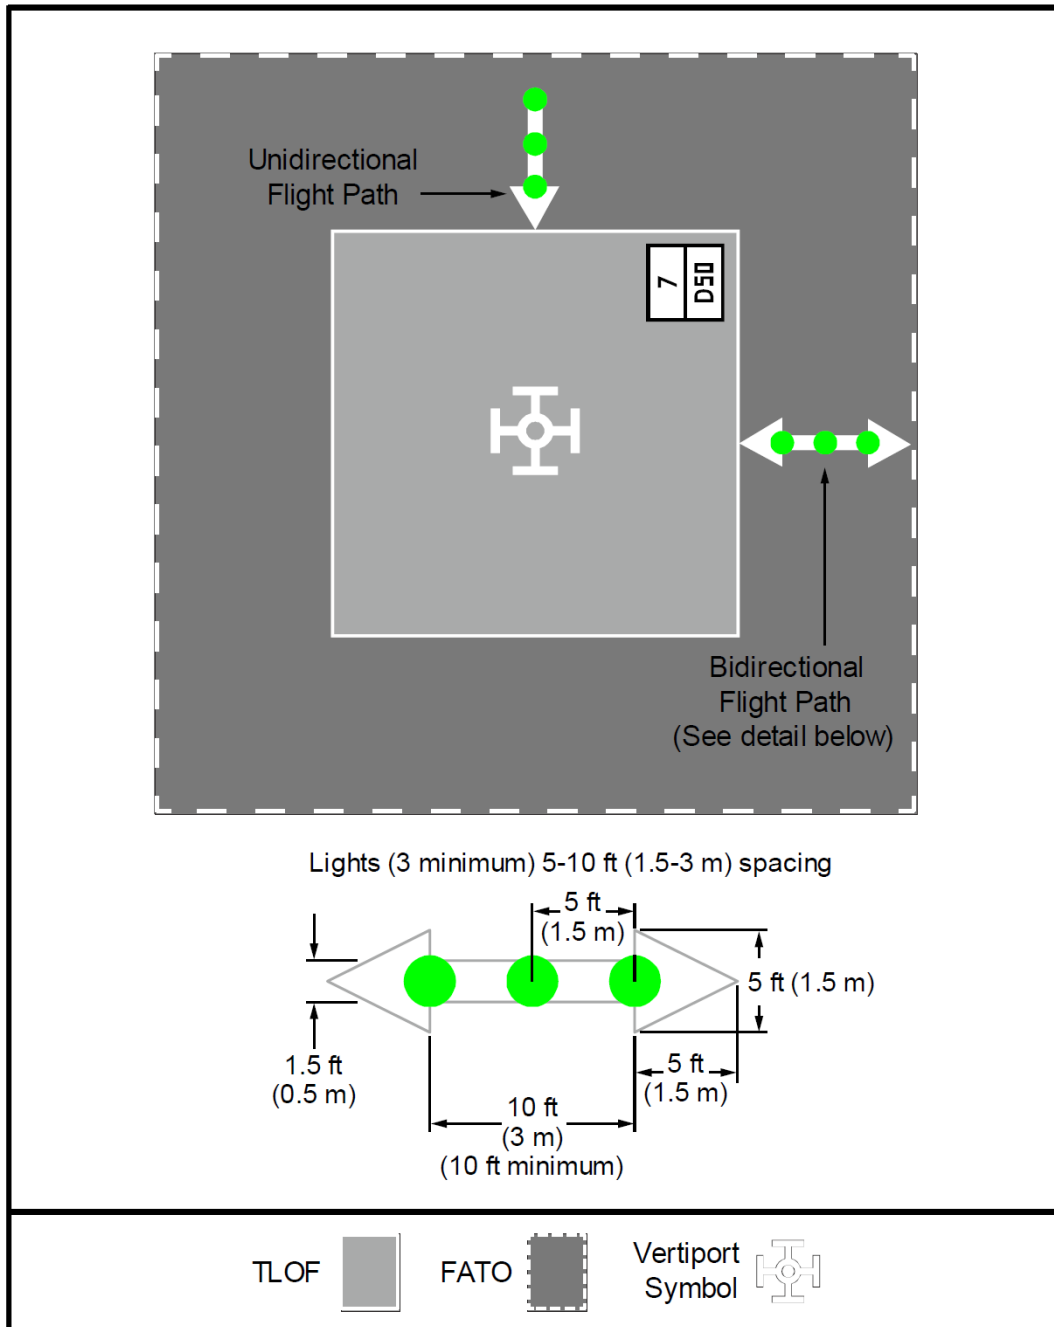 Unidirectional
Flight Path
7
D50
Bidirectional
Flight Path
(See detail below)
Lights (3 minimum) 5-10 ft (1.5-3 m) spacing
5 ft
(1.5 m)
5 ft (1.5 m)
1.5 ft
(0.5 m)
5 ft
(1.5 m)
10 ft
(3 m)
(10 ft minimum)
TLOF
FATO
Vertiport
Symbol